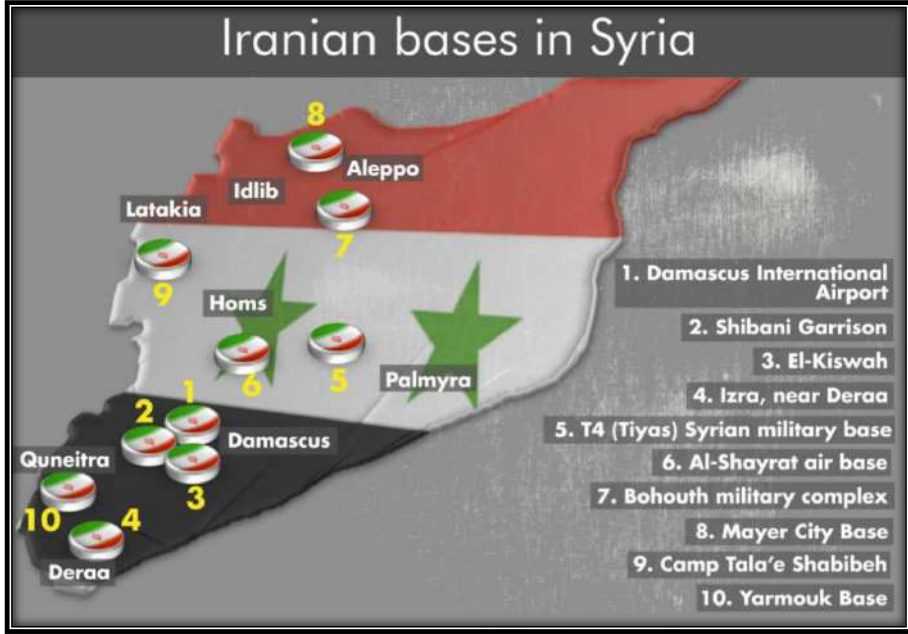 Iranian bases in Syria
8
Aleppo
Idlib
Latakia
7
9
Homs
6
5
Palmyra
1
2
Damascus
Quneitra
3
10
4
Deraa
1. Damascus International
Airport
2. Shibani Garrison
3. El-Kiswah
4. Izra, near Deraa
5. T4 (Tiyas) Syrian military base
6. Al-Shayrat air base
7. Bohouth military complex
8. Mayer City Base
9. Camp Tala'e Shabibeh
10. Yarmouk Base